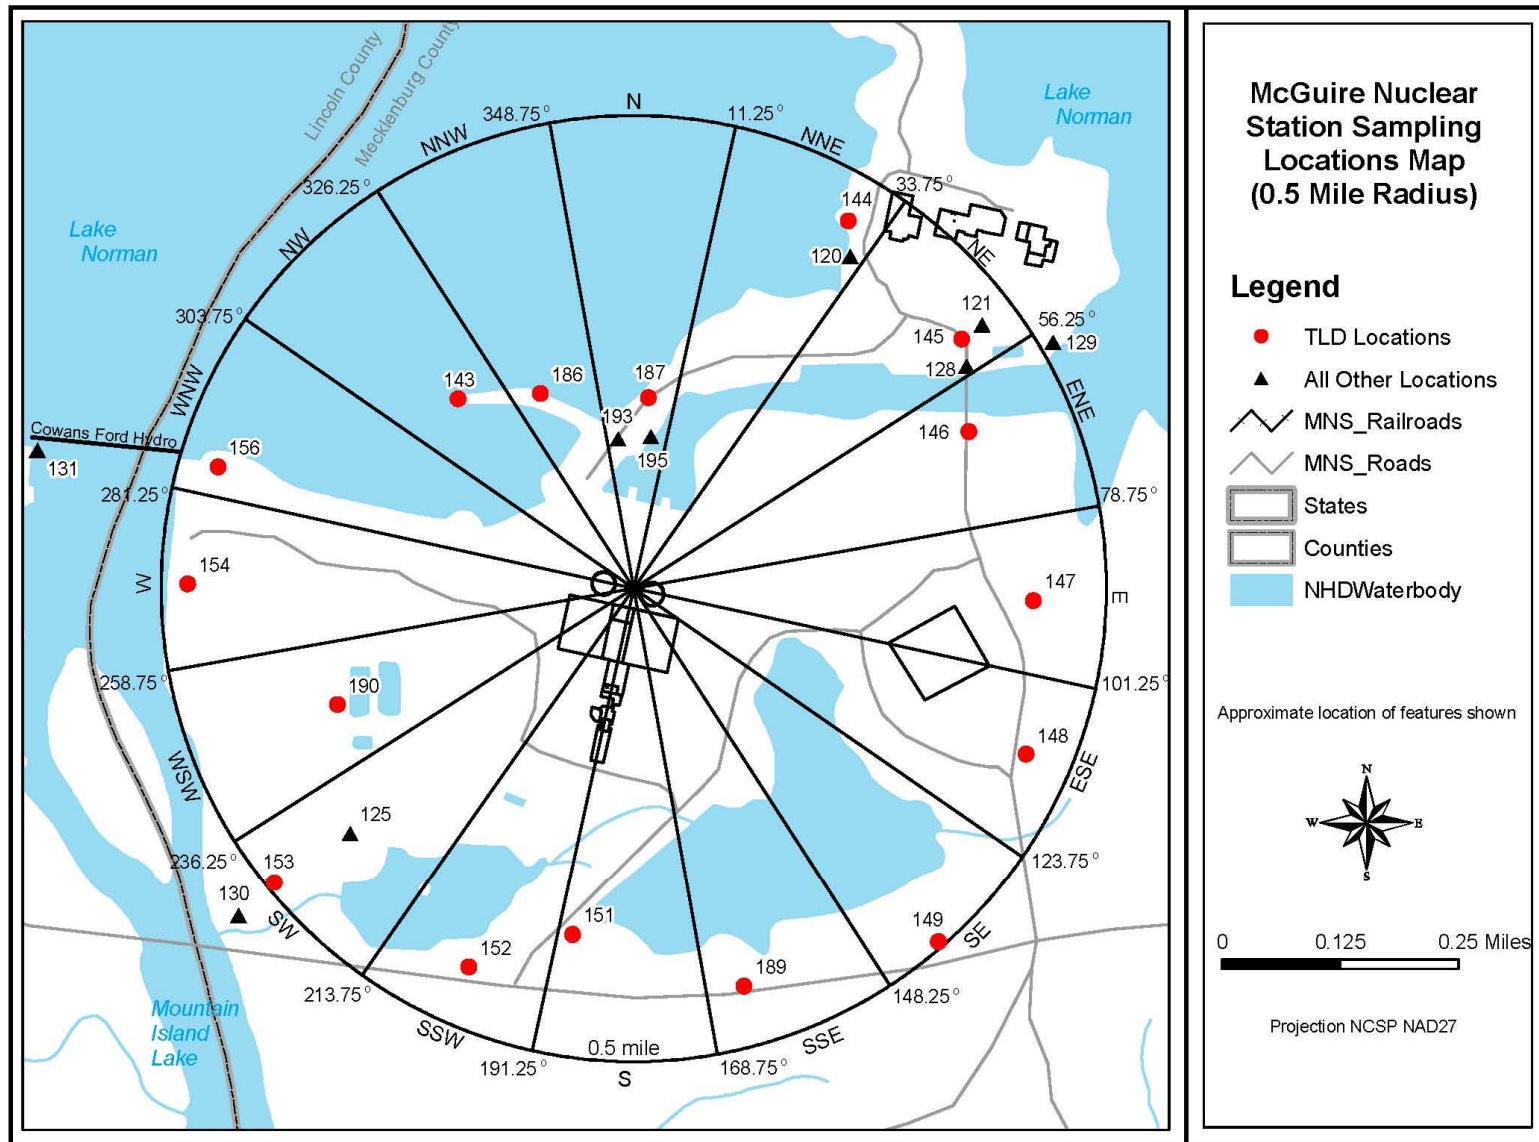 Lincoln County
Mecklenburg County
N
348.75°
11.25°
NNW
NNE
Lake
Norman
326.25°
33.75°
144
Lake
Norman
NW
120
NE
121
303.75°
56.25°
145
129
128
143
186
187
WNW
ENE
193
Cowans Ford Hydro
156
195
146
131
281.25°
78.75°
W
154
147
E
258.75°
190
101.25°
148
WSW
ESE
125
236.25°
153
123.75°
130
SW
151
149
SE
152
189
213.75°
148.25°
Mountain
Island
Lake
SSW
SSE
0.5 mile
191.25°
168.75°
S
McGuire Nuclear
Station Sampling
Locations Map
(0.5 Mile Radius)
Legend
TLD Locations
All Other Locations
MNS_Railroads
MNS_Roads
States
Counties
NHDWaterbody
Approximate location of features shown
N
W
E
S
0 0.125 0.25 Miles
Projection NCSP NAD27